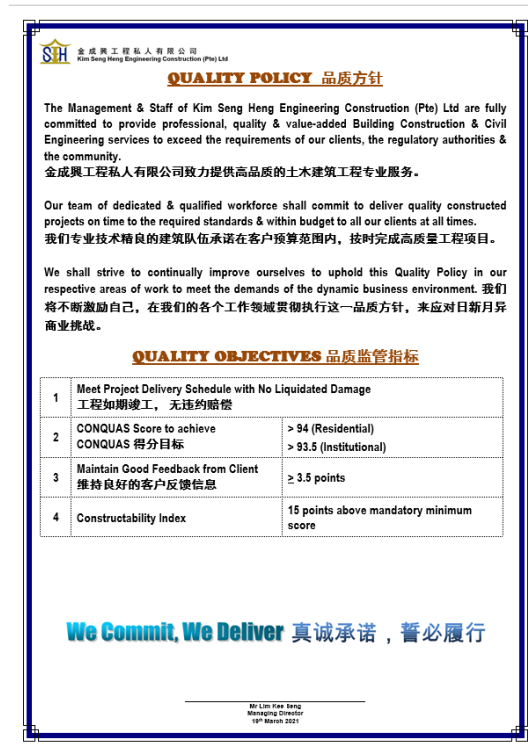 SH
金成興工程私人有限公司
Kim Seng Heng Engineering Construction (Pte) Ltd
QUALITY POLICY 品质方针
The Management & Staff of Kim Seng Heng Engineering Construction (Pte) Ltd are fully
committed to provide professional, quality & value-added Building Construction & Civil
Engineering services to exceed the requirements of our clients, the regulatory authorities &
the community.
金成興工程私人有限公司致力提供高品质的土木建筑工程专业服务。
Our team of dedicated & qualified workforce shall commit to deliver quality constructed
projects on time to the required standards & within budget to all our clients at all times.
我们专业技术精良的建筑队伍承诺在客户预算范围内，按时完成高质量工程项目。
We shall strive to continually improve ourselves to uphold this Quality Policy in our
respective areas of work to meet the demands of the dynamic business environment. 我们
将不断激励自己，在我们的各个工作领域贯彻执行这一品质方针，来应对日新月异
商业挑战。
QUALITY OBJECTIVES 品质监管指标
1
Meet Project Delivery Schedule with No Liquidated Damage
工程如期竣工， 无违约赔偿
2
CONQUAS Score to achieve
CONQUAS 得分目标
> 94 (Residential)
> 93.5 (Institutional)
3
Maintain Good Feedback from Client
维持良好的客户反馈信息
≥ 3.5 points
4
Constructability Index
15 points above mandatory minimum
score
We Commit, We Deliver 真诚承诺，誓必履行
Mr Lim Kee Seng
Managing Director
19th March 2021